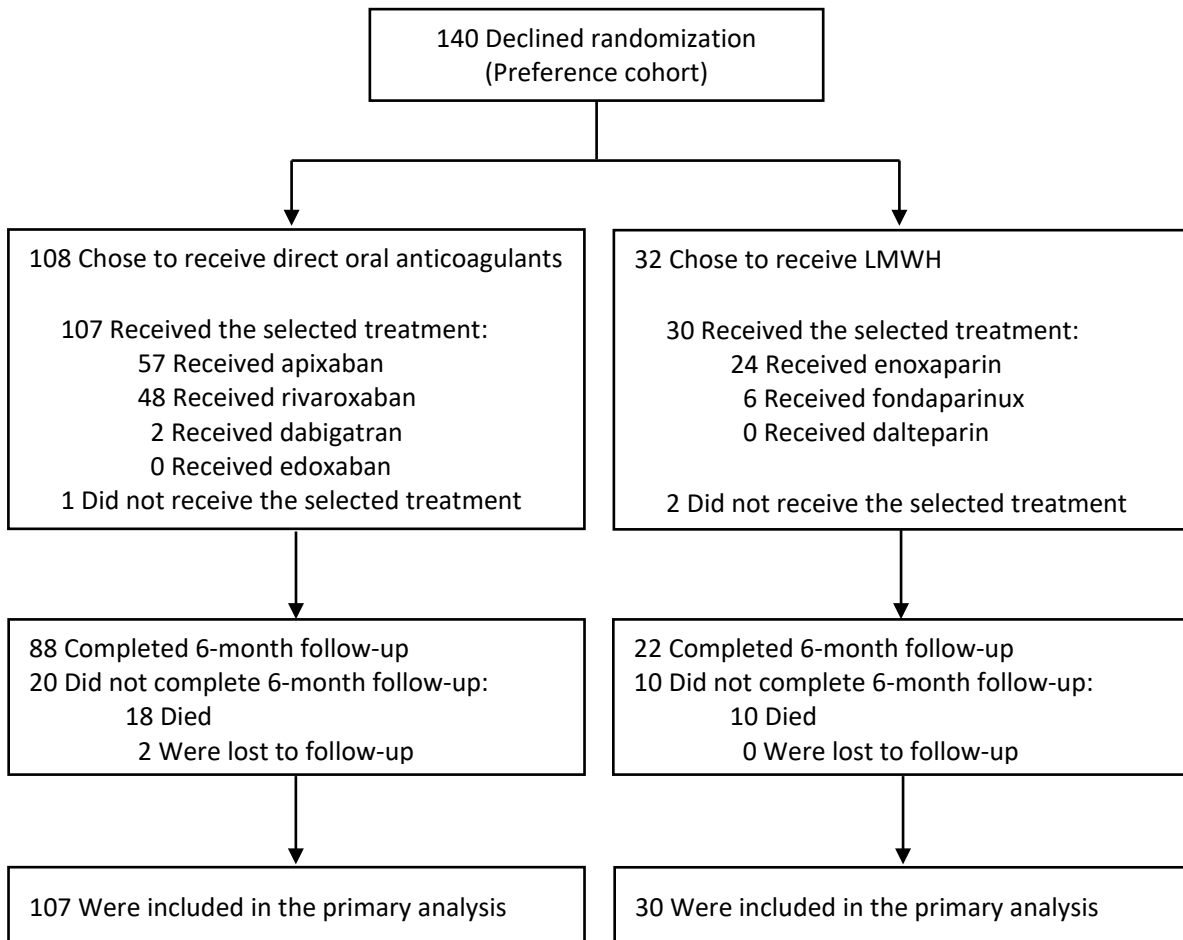 140 Declined randomization
(Preference cohort)
108 Chose to receive direct oral anticoagulants
107 Received the selected treatment:
57 Received apixaban
48 Received rivaroxaban
2 Received dabigatran
0 Received edoxaban
1 Did not receive the selected treatment
32 Chose to receive LMWH
30 Received the selected treatment:
24 Received enoxaparin
6 Received fondaparinux
0 Received dalteparin
2 Did not receive the selected treatment
88 Completed 6-month follow-up
20 Did not complete 6-month follow-up:
18 Died
2 Were lost to follow-up
22 Completed 6-month follow-up
10 Did not complete 6-month follow-up:
10 Died
0 Were lost to follow-up
107 Were included in the primary analysis
30 Were included in the primary analysis